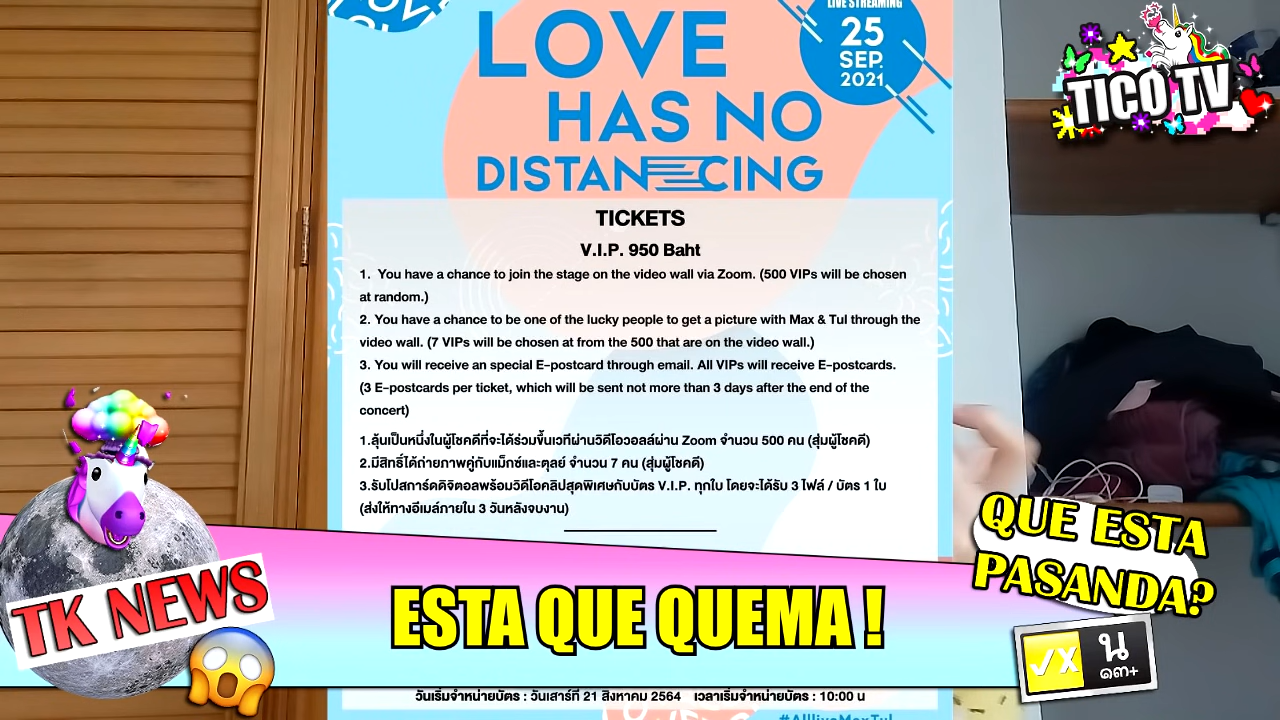 LIVE STREAMING
25
SEP.
2021
LOVE
HAS NO
DISTANCING
TICO TV
TICKETS
V.I.P. 950 Baht
1. You have a chance to join the stage on the video wall via Zoom. (500 VIPs will be chosen
at random.)
2. You have a chance to be one of the lucky people to get a picture with Max & Tul through the
video wall. (7 VIPs will be chosen at from the 500 that are on the video wall.)
3. You will receive an special E-postcard through email. All VIPs will receive E-postcards.
(3 E-postcards per ticket, which will be sent not more than 3 days after the end of the
concert)
1.ลุ้นเป็นหนึ่งในผู้โชคดีที่จะได้ร่วมขึ้นเวทีผ่านวิดีโอวอลล์ผ่าน Zoom จำนวน 500 คน (สุ่มผู้โชคดี)
2.มีสิทธิ์ได้ถ่ายภาพคู่กับแม็กซ์และตุลย์ จำนวน 7 คน (สุ่มผู้โชคดี)
3.รับโปสการ์ดดิจิตอลพร้อมวิดีโอคลิปสุดพิเศษกับบัตร V.I.P. ทุกใบ โดยจะได้รับ 3 ไฟล์ / บัตร 1 ใบ
(ส่งให้ทางอีเมล์ภายใน 3 วันหลังจบงาน)
QUE ESTA
PASANDA?
TK NEWS
ESTA QUE QUEMA !
√X
น
๑๓+
วันเริ่มจำหน่ายบัตร : วันเสาร์ที่ 21 สิงหาคม 2564 เวลาเริ่มจำหน่ายบัตร : 10:00 น